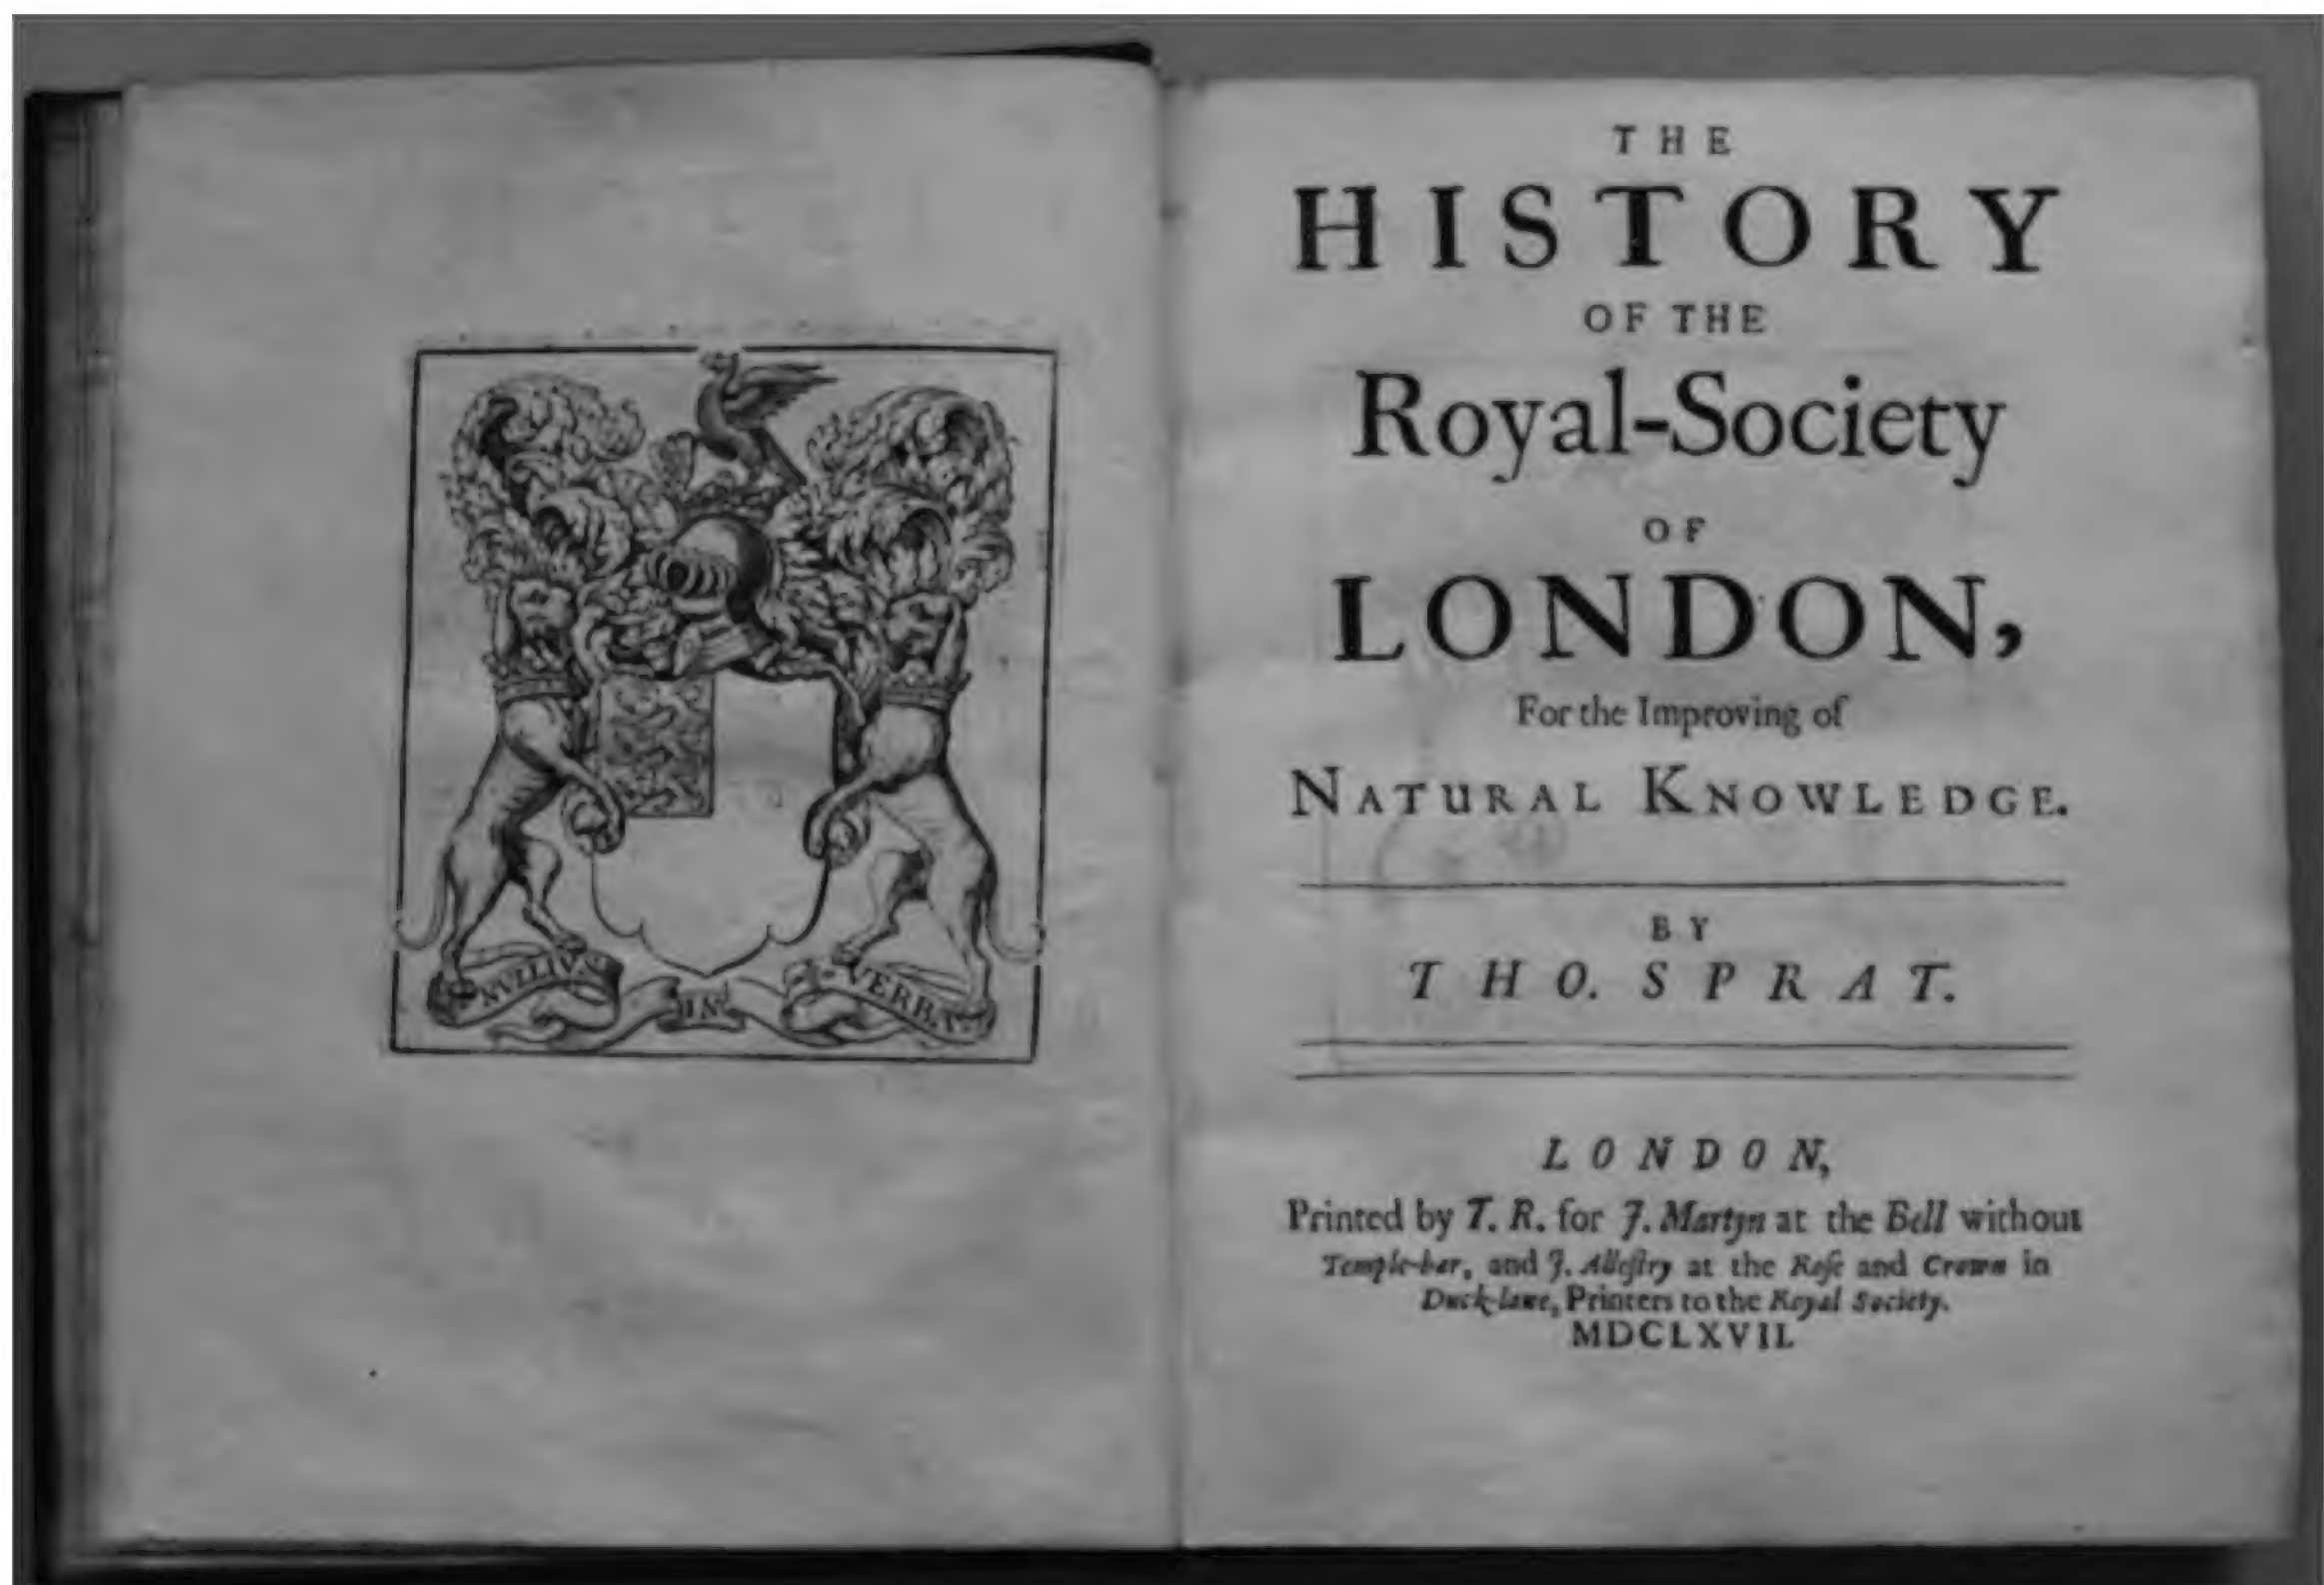 NVLLIVS IN VERBA
THE
HISTORY
OF THE
Royal-Society
OF
LONDON,
For the Improving of
NATURAL KNOWLEDGE.
BY
THO. SPRAT.
LONDON,
Printed by T. R. for J. Martyn at the Bell without
Temple-bar, and J. Alleſtry at the Roſe and Crown in
Duck-lane, Printers to the Royal Society.
MDCLXVII.